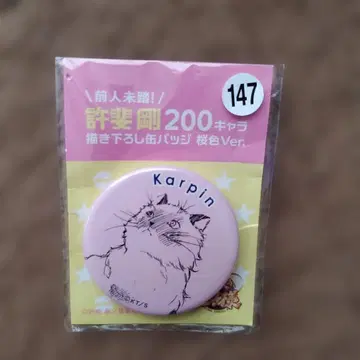 147
\前人未踏!/
許斐 剛 200キャラ
描き下ろし缶バッジ 桜色Ver.
Karpin